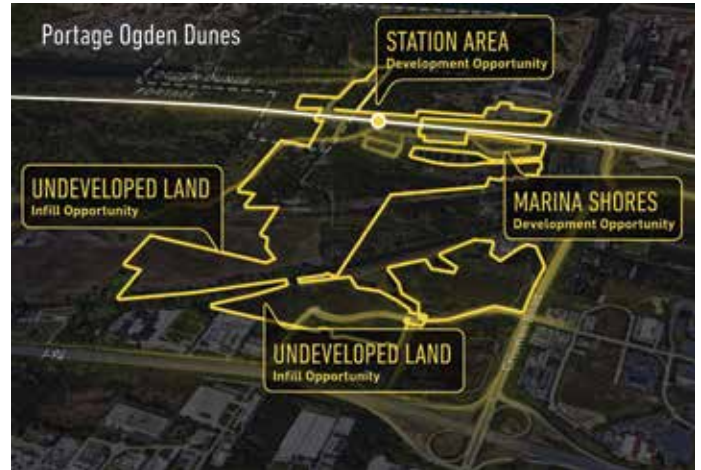 Portage Ogden Dunes
STATION AREA
Development Opportunity
UNDEVELOPED LAND
Infill Opportunity
MARINA SHORES
Development Opportunity
UNDEVELOPED LAND
Infill Opportunity